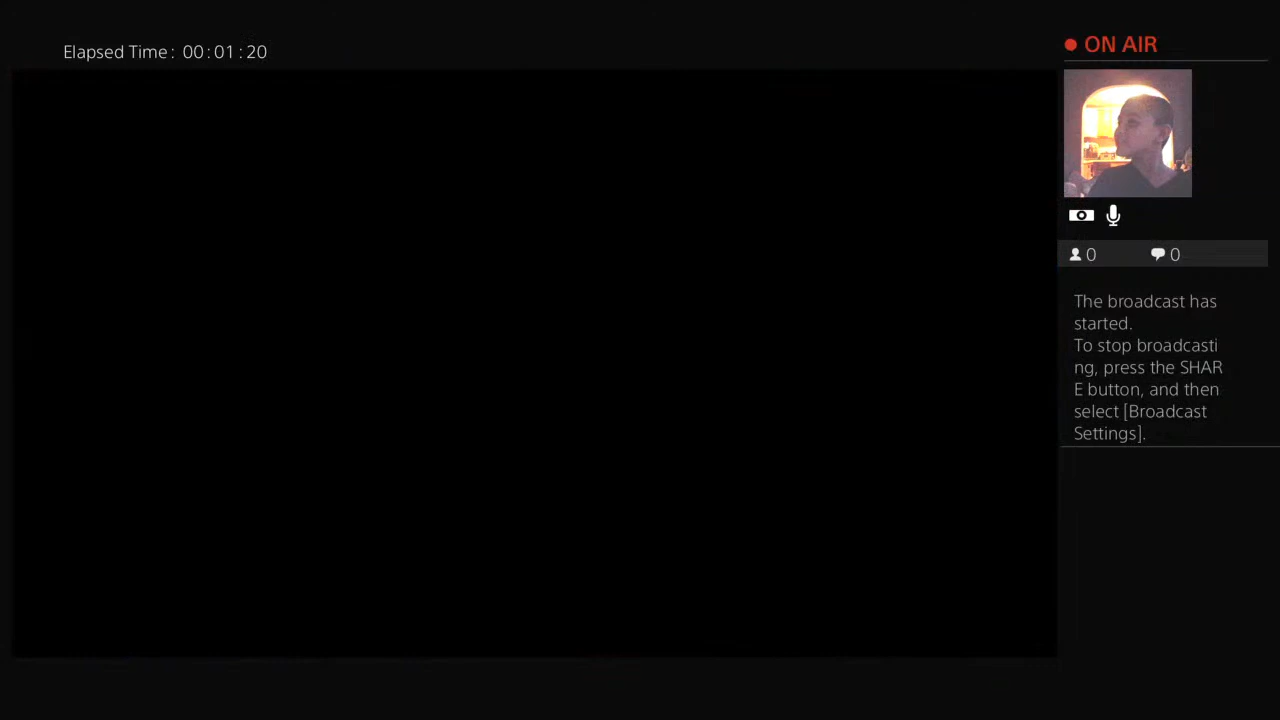 Elapsed Time: 00:01:20
ON AIR
0 0
The broadcast has
started.
To stop broadcasti
ng, press the SHAR
E button, and then
select [Broadcast
Settings].